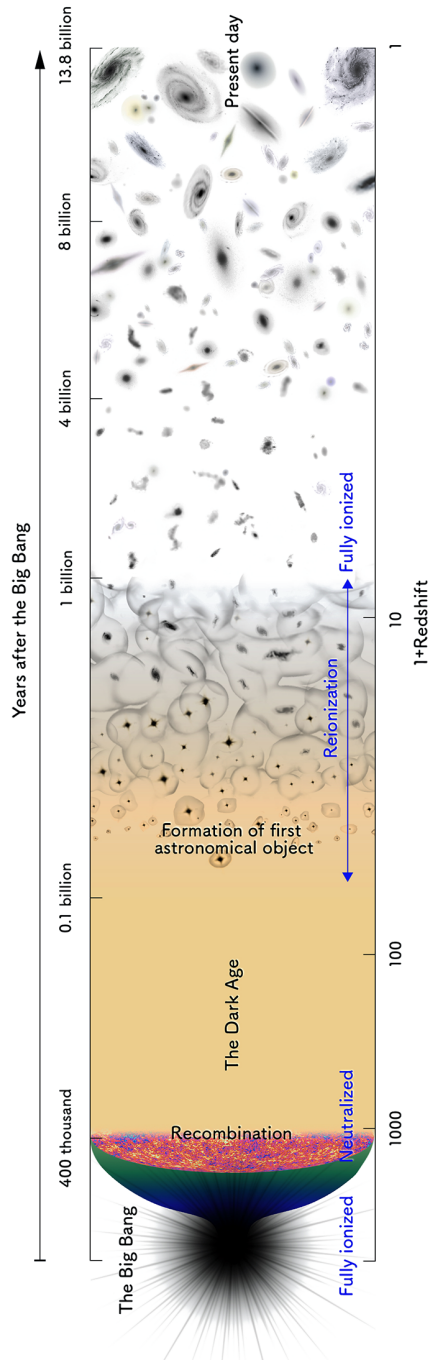 Present day
13.8 billion
1
8 billion
4 billion
Fully ionized
1 billion
10
1+Redshift
Years after the Big Bang
Reionization
Formation of first
astronomical object
0.1 billion
100
The Dark Age
400 thousand
Recombination
Neutralized
1000
The Big Bang
Fully ionized